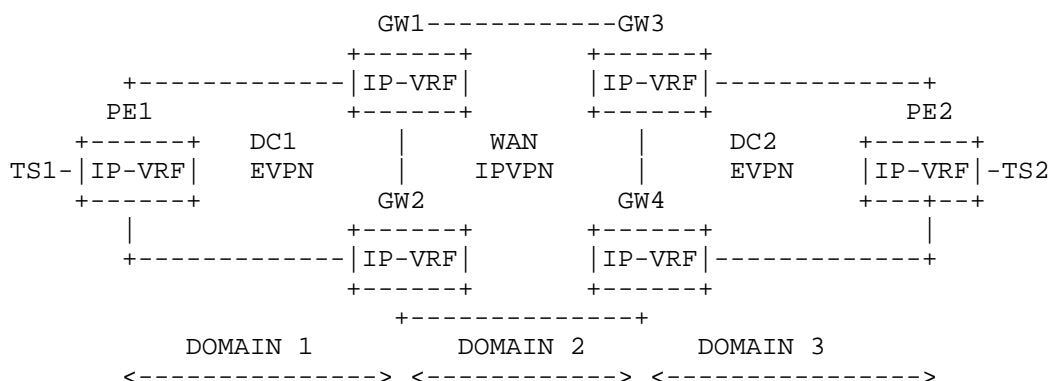 GW1------------GW3
+------+ +------+
+-------------|IP-VRF| |IP-VRF|-------------+
PE1 +------+ +------+ PE2
+------+ DC1 | WAN | DC2 +------+
TS1-|IP-VRF| EVPN | IPVPN | EVPN |IP-VRF|-TS2
+------+ GW2 GW4 +---+--+
| +------+ +------+ |
+-------------|IP-VRF| |IP-VRF|-------------+
+------+ +------+
+--------------+
DOMAIN 1 DOMAIN 2 DOMAIN 3
<---------------> <------------> <---------------->